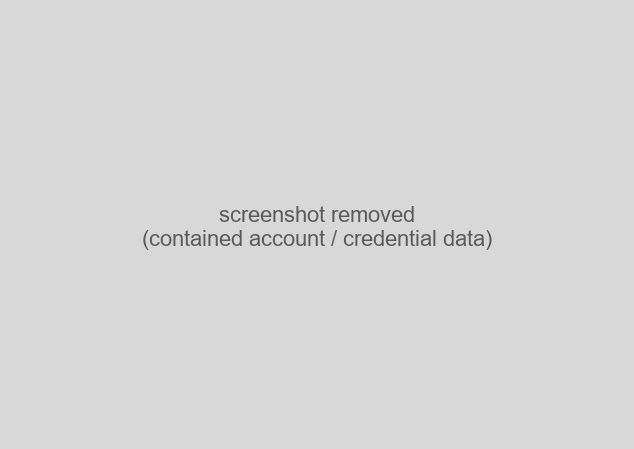 screenshot removed
(contained account / credential data)